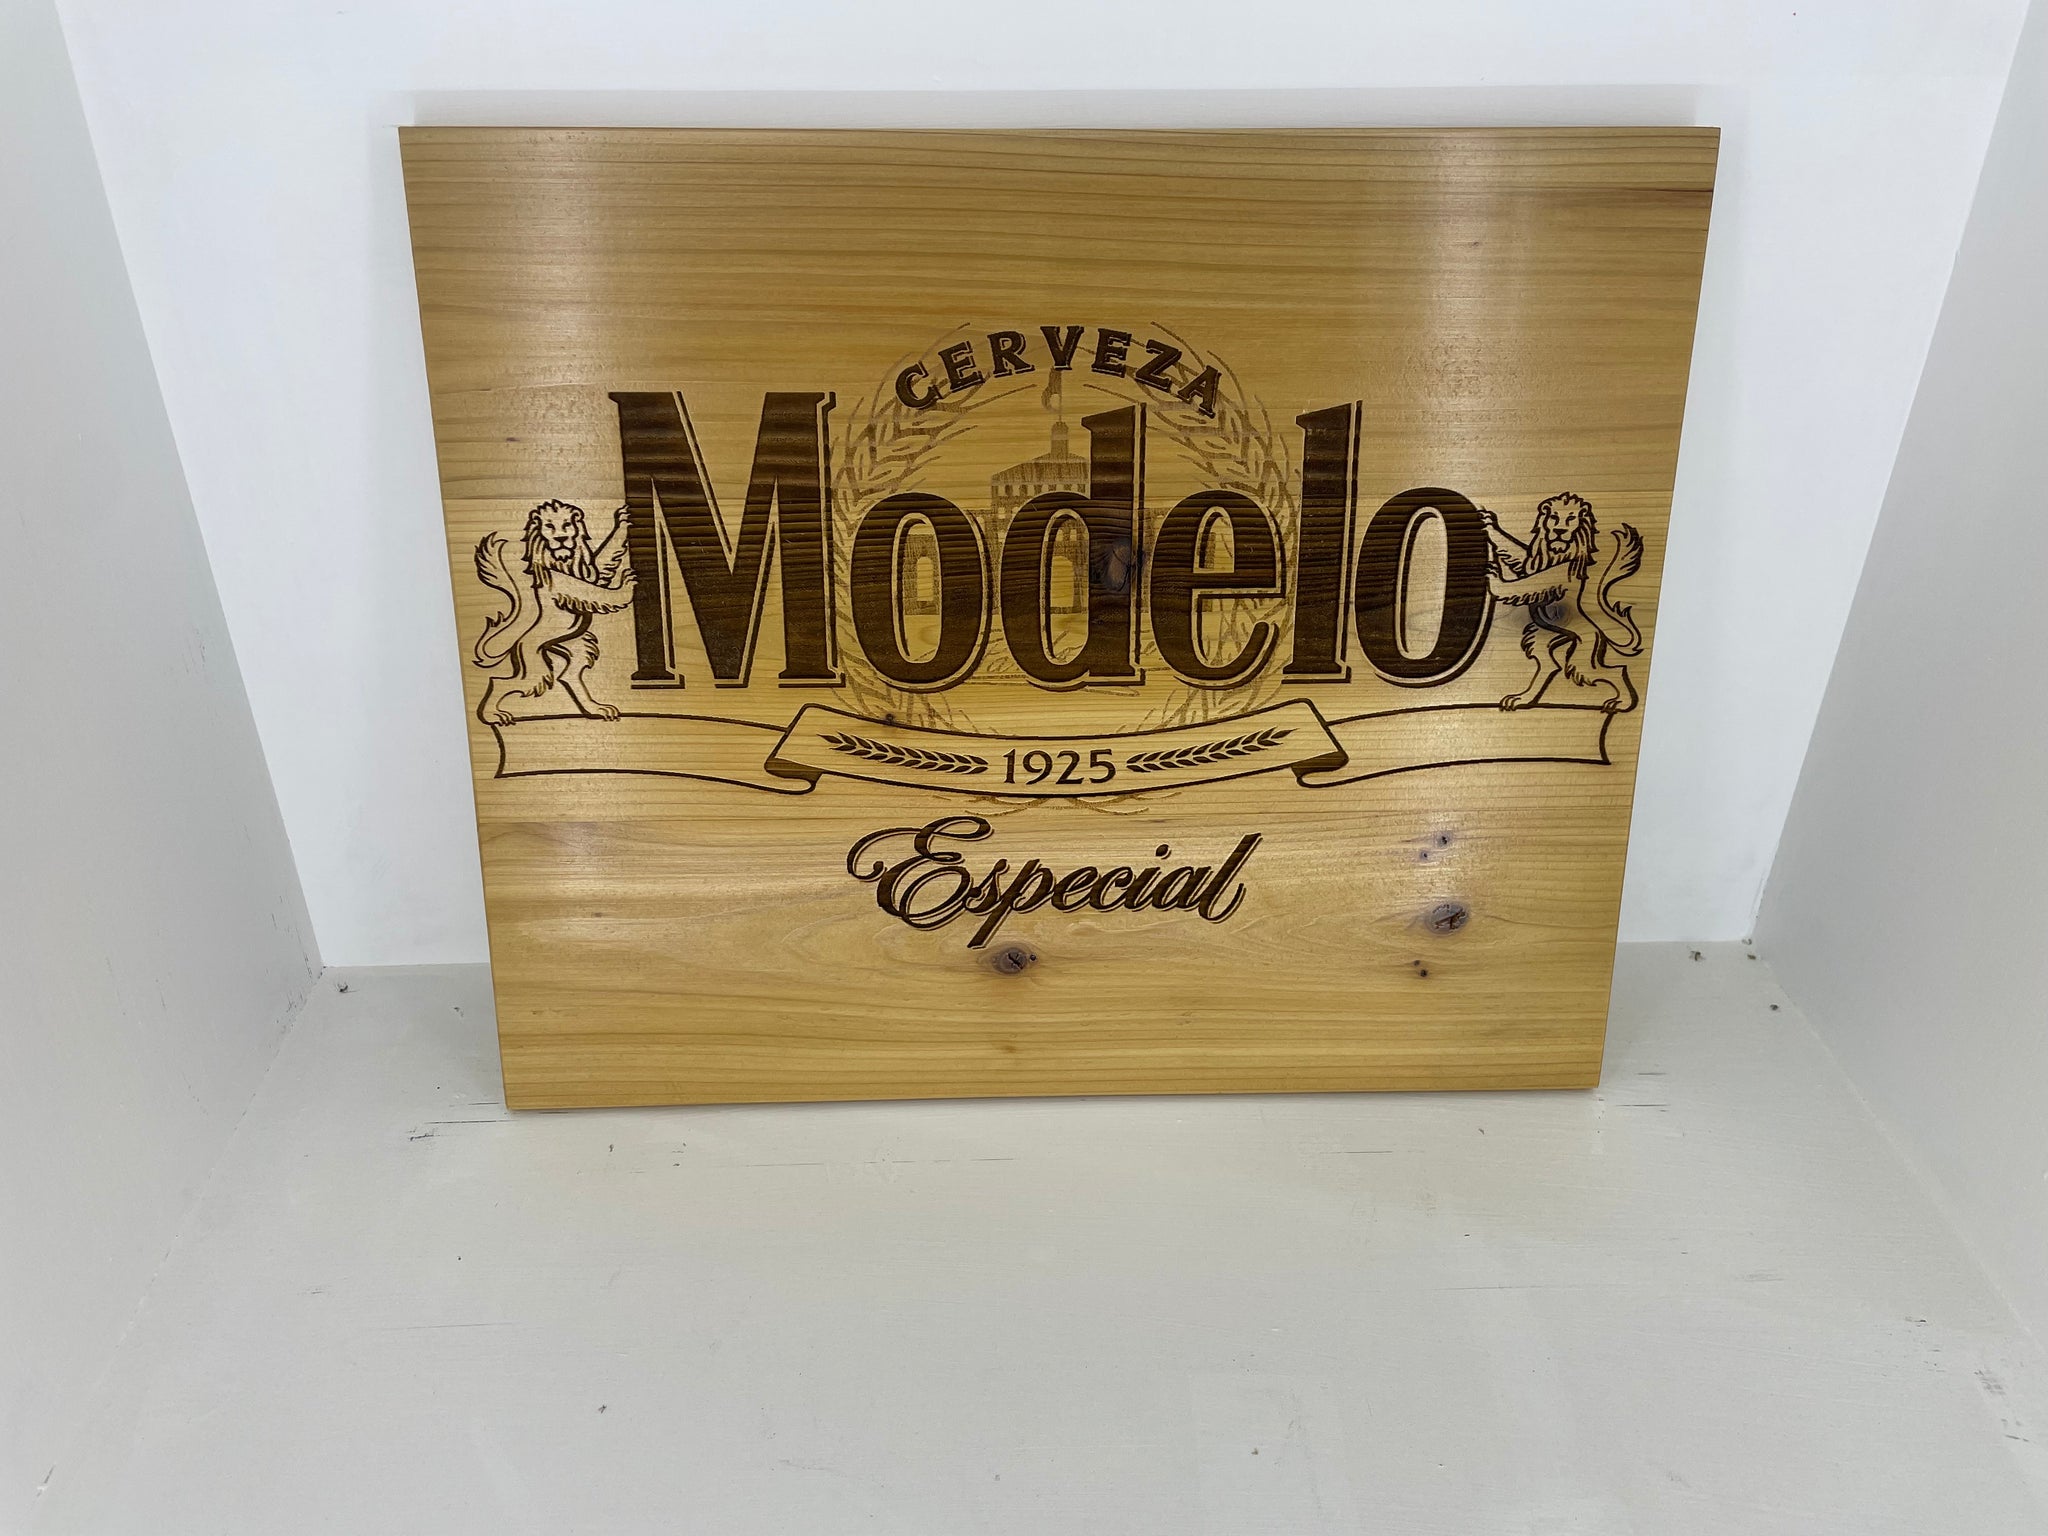 CERVEZA
Modelo
1925
Especial